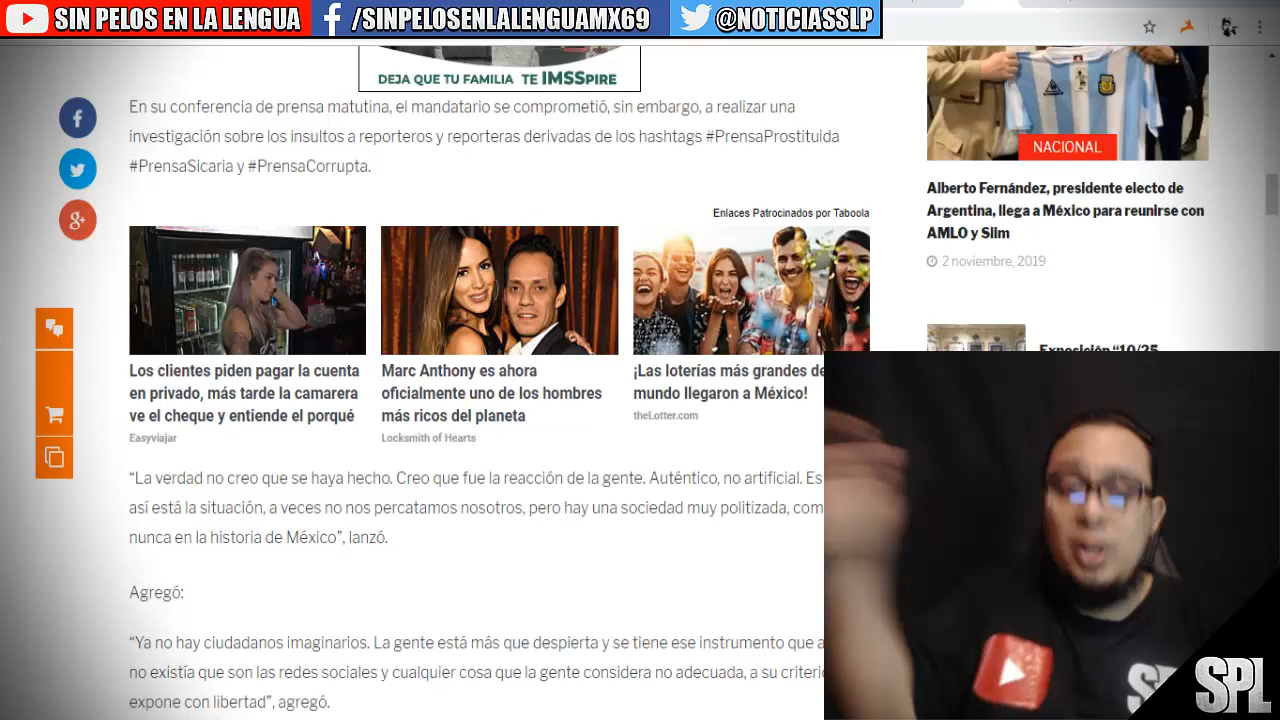 SIN PELOS EN LA LENGUA
/SINPELOSENLALENGUAMX69
@NOTICIASSLP
DEJA QUE TU FAMILIA TE IMSSpire
En su conferencia de prensa matutina, el mandatario se comprometió, sin embargo, a realizar una
investigación sobre los insultos a reporteros y reporteras derivadas de los hashtags #PrensaProstituida
#PrensaSicaria y #PrensaCorrupta.
Enlaces Patrocinados por Taboola
Los clientes piden pagar la cuenta
en privado, más tarde la camarera
ve el cheque y entiende el porqué
Easyviajar
Marc Anthony es ahora
oficialmente uno de los hombres
más ricos del planeta
Locksmith of Hearts
¡Las loterías más grandes de
mundo llegaron a México!
theLotter.com
“La verdad no creo que se haya hecho. Creo que fue la reacción de la gente. Auténtico, no artificial. Es
así está la situación, a veces no nos percatamos nosotros, pero hay una sociedad muy politizada, com
nunca en la historia de México”, lanzó.
Agregó:
“Ya no hay ciudadanos imaginarios. La gente está más que despierta y se tiene ese instrumento que a
no existía que son las redes sociales y cualquier cosa que la gente considera no adecuada, a su criterio
expone con libertad”, agregó.
NACIONAL
Alberto Fernández, presidente electo de
Argentina, llega a México para reunirse con
AMLO y Slim
2 noviembre, 2019
Exposición “10/25
SPL